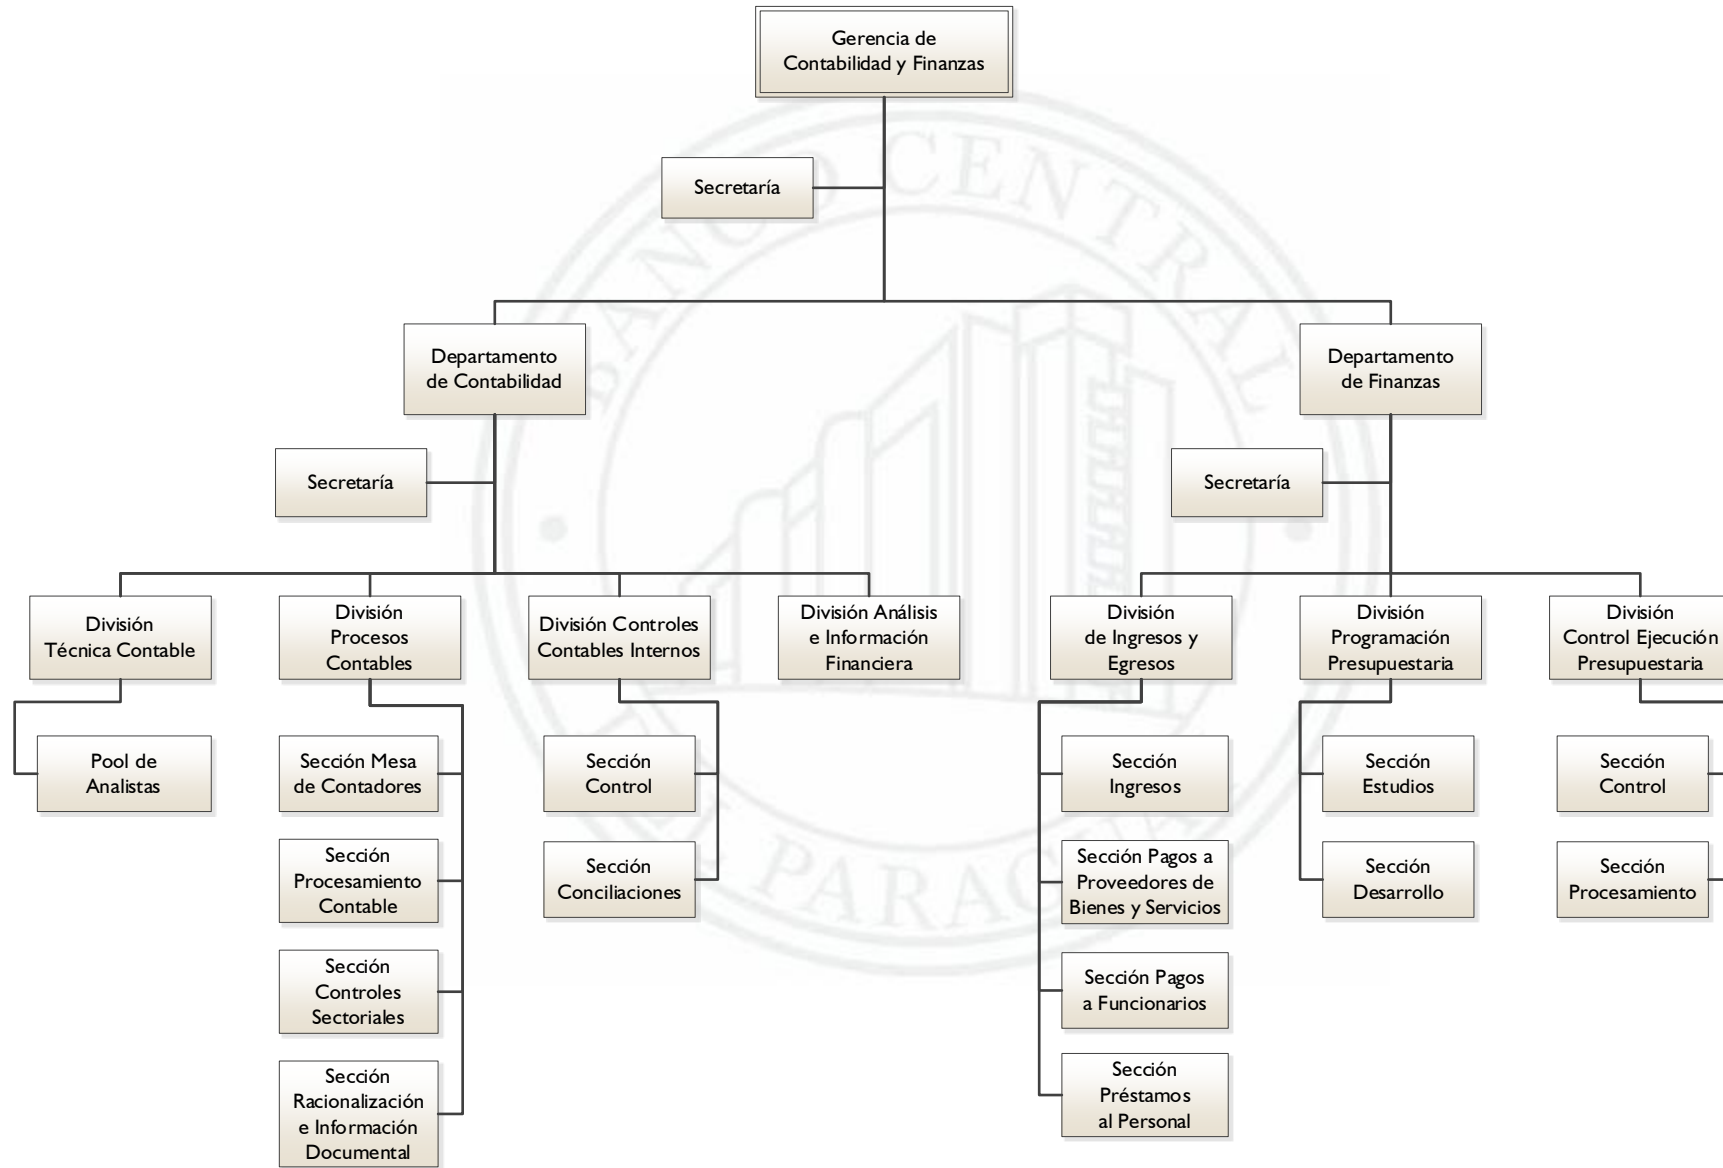 Gerencia de
Contabilidad y Finanzas
Secretaría
Departamento
de Contabilidad
Departamento
de Finanzas
Secretaría
Secretaría
División
Técnica Contable
División
Procesos
Contables
División Controles
Contables Internos
División Análisis
e Información
Financiera
División
de Ingresos y
Egresos
División
Programación
Presupuestaria
División
Control Ejecución
Presupuestaria
Pool de
Analistas
Sección Mesa
de Contadores
Sección
Control
Sección
Ingresos
Sección
Estudios
Sección
Control
Sección
Procesamiento
Contable
Sección
Conciliaciones
Sección Pagos a
Proveedores de
Bienes y Servicios
Sección
Desarrollo
Sección
Procesamiento
Sección
Controles
Sectoriales
Sección Pagos
a Funcionarios
Sección
Racionalización
e Información
Documental
Sección
Préstamos
al Personal
BANCO CENTRAL
PARAGUAY